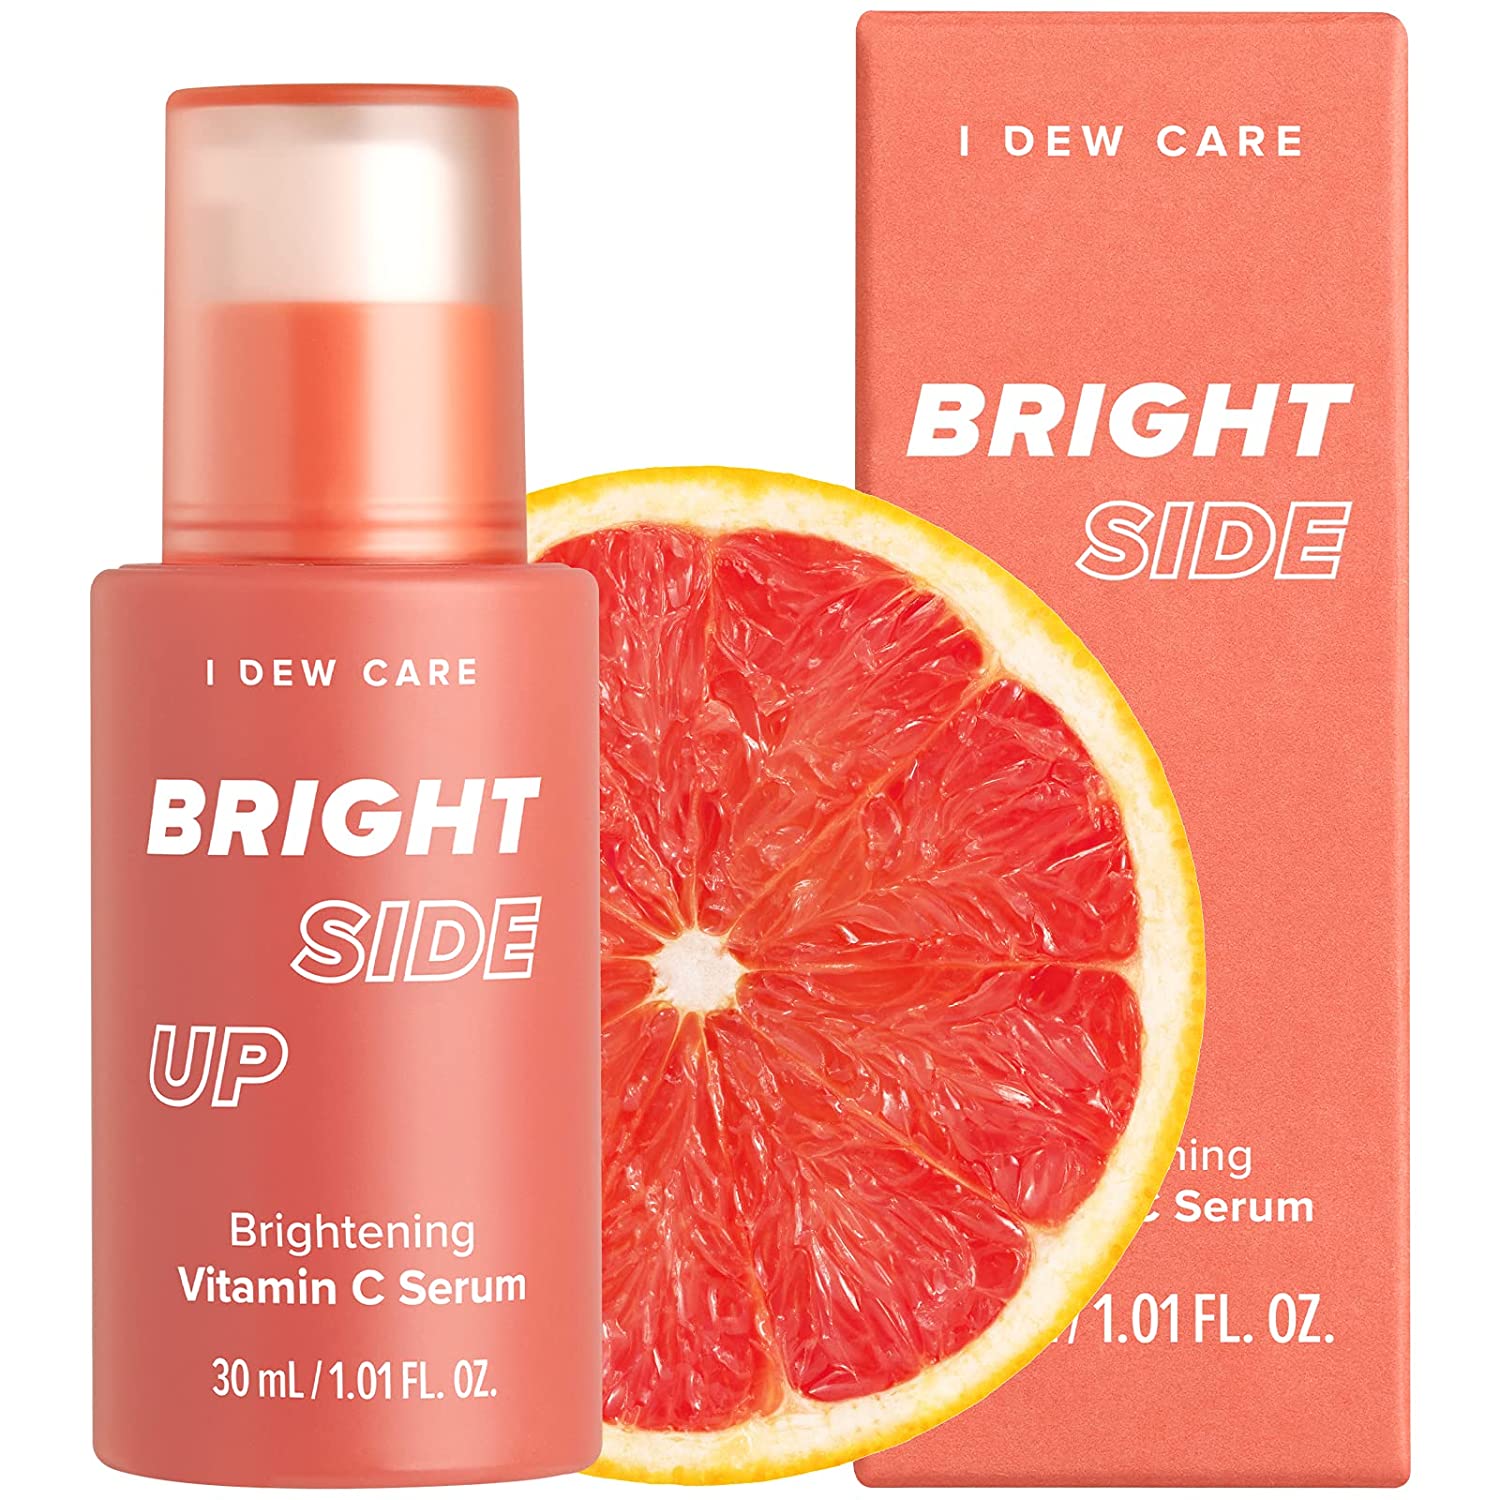 I DEW CARE
BRIGHT
SIDE
UP
Brightening
Vitamin C Serum
30 mL / 1.01 FL. OZ.
I DEW CARE
BRIGHT
SIDE
Serum
/ 1.01 FL. OZ.